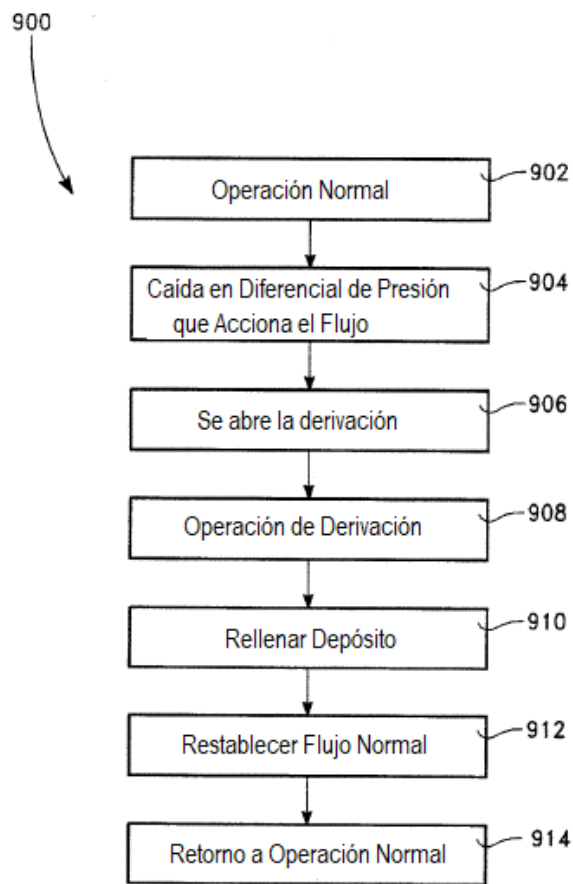 900
Operación Normal
902
Caída en Diferencial de Presión
que Acciona el Flujo
904
Se abre la derivación
906
Operación de Derivación
908
Rellenar Depósito
910
Restablecer Flujo Normal
912
Retorno a Operación Normal
914